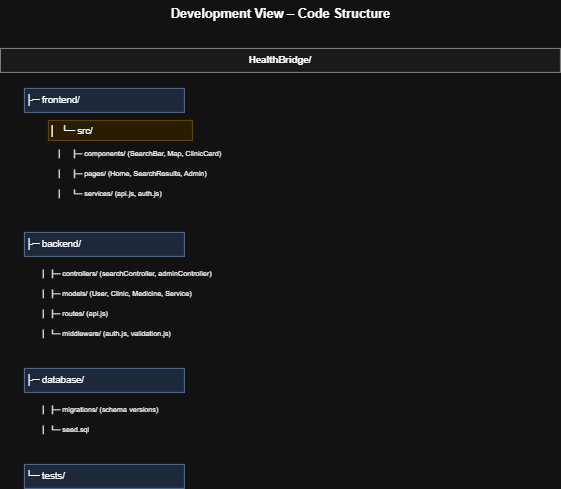 Development View – Code Structure
HealthBridge/
├─ frontend/
│ └─ src/
│ ├─ components/ (SearchBar, Map, ClinicCard)
│ ├─ pages/ (Home, SearchResults, Admin)
│ └─ services/ (api.js, auth.js)
├─ backend/
│ ├─ controllers/ (searchController, adminController)
│ ├─ models/ (User, Clinic, Medicine, Service)
│ ├─ routes/ (api.js)
│ └─ middleware/ (auth.js, validation.js)
├─ database/
│ ├─ migrations/ (schema versions)
│ └─ seed.sql
└─ tests/